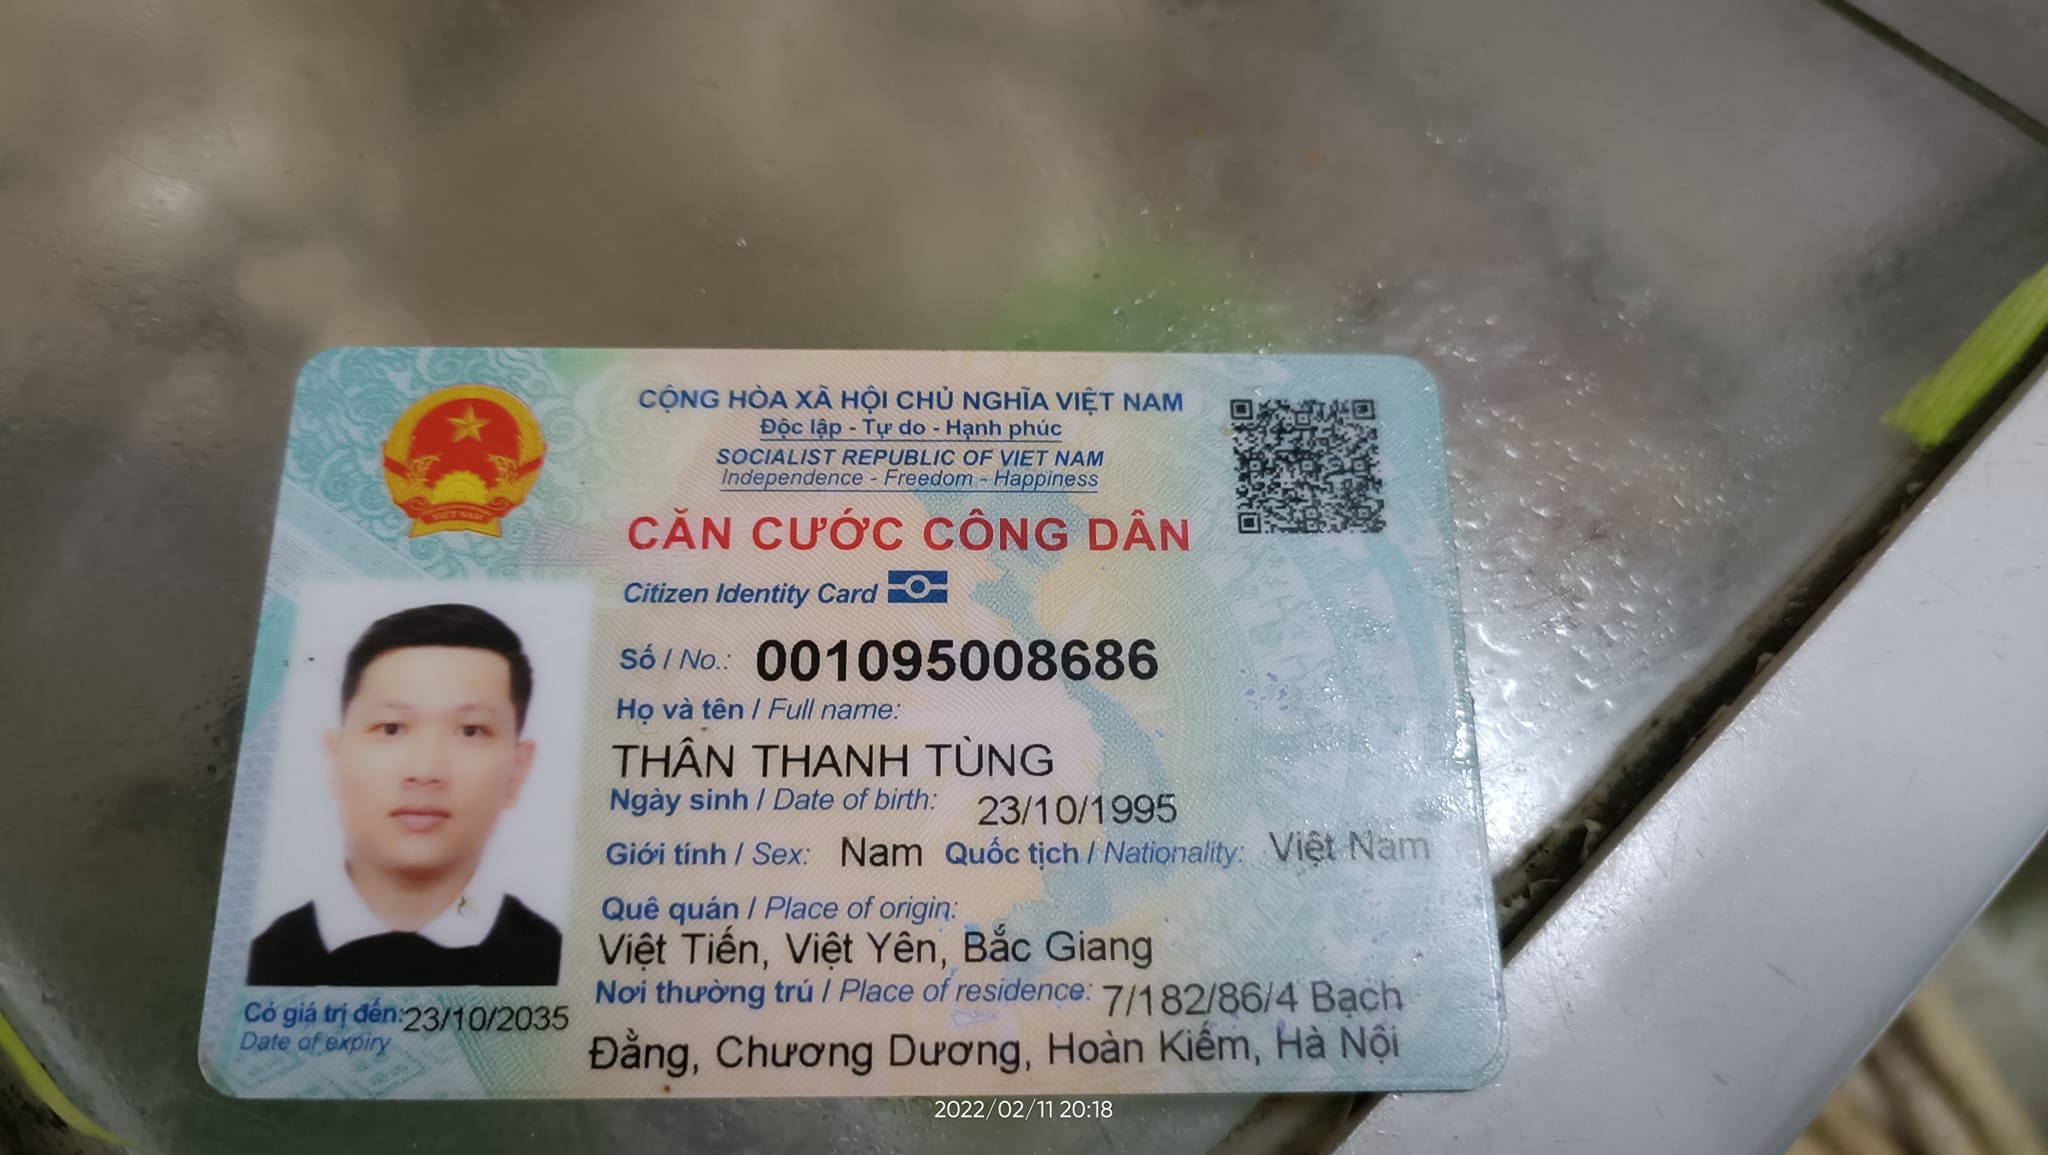 CỘNG HÒA XÃ HỘI CHỦ NGHĨA VIỆT NAM
Độc lập - Tự do - Hạnh phúc
SOCIALIST REPUBLIC OF VIET NAM
Independence - Freedom - Happiness
CĂN CƯỚC CÔNG DÂN
Citizen Identity Card
Số / No.: 001095008686
Họ và tên / Full name:
THÂN THANH TÙNG
Ngày sinh / Date of birth: 23/10/1995
Giới tính / Sex: Nam Quốc tịch / Nationality: Việt Nam
Quê quán / Place of origin:
Việt Tiến, Việt Yên, Bắc Giang
Nơi thường trú / Place of residence: 7/182/86/4 Bạch
Đằng, Chương Dương, Hoàn Kiếm, Hà Nội
Có giá trị đến: 23/10/2035
Date of expiry
VIỆT NAM
2022/02/11 20:18